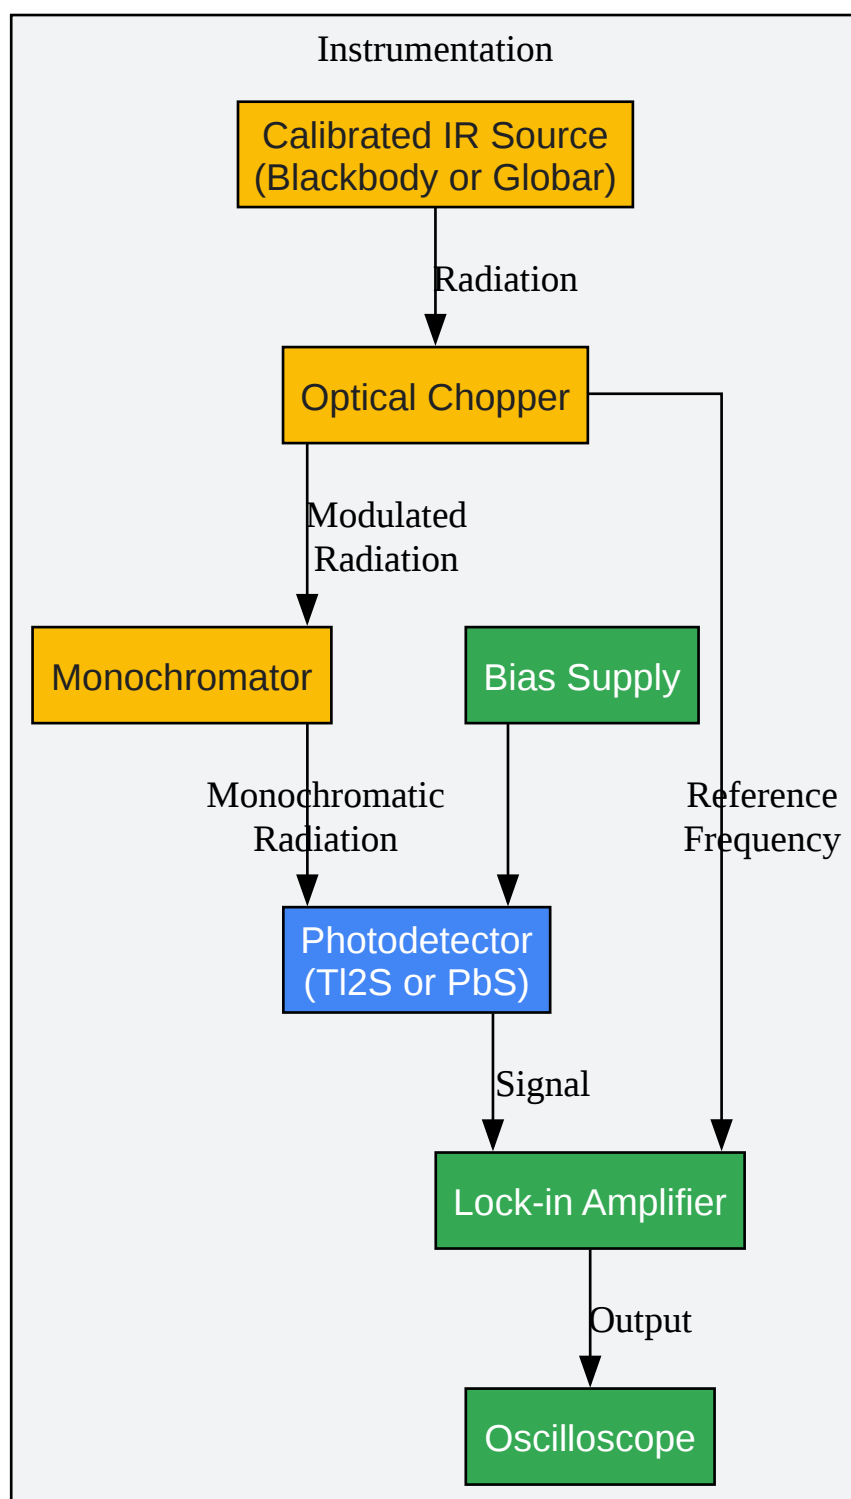 Instrumentation
Calibrated IR Source
(Blackbody or Globar)
Radiation
Optical Chopper
Modulated
Radiation
Monochromator
Bias Supply
Monochromatic
Radiation
Reference
Frequency
Photodetector
(Tl2S or PbS)
Signal
Lock-in Amplifier
Output
Oscilloscope